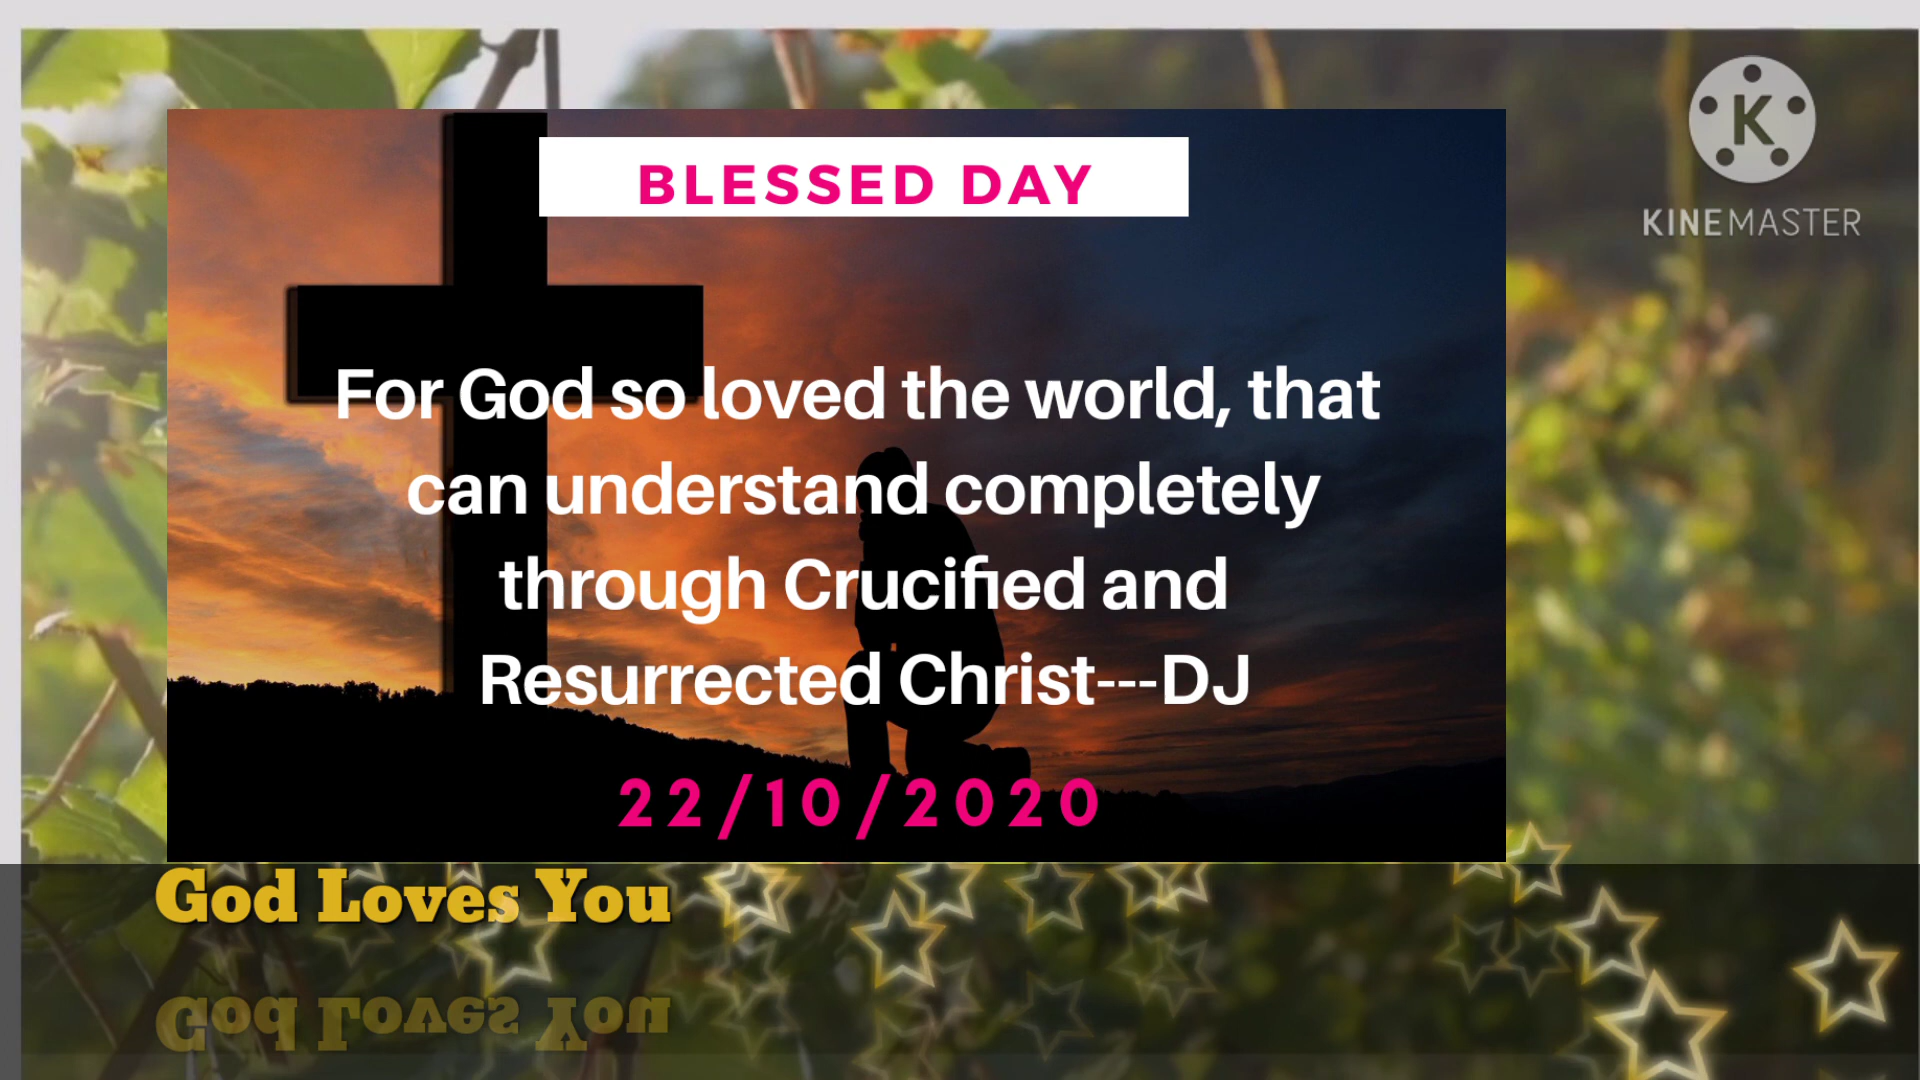 BLESSED DAY
K
KINEMASTER
For God so loved the world, that
can understand completely
through Crucified and
Resurrected Christ---DJ
22/10/2020
God Loves You
God Loves You